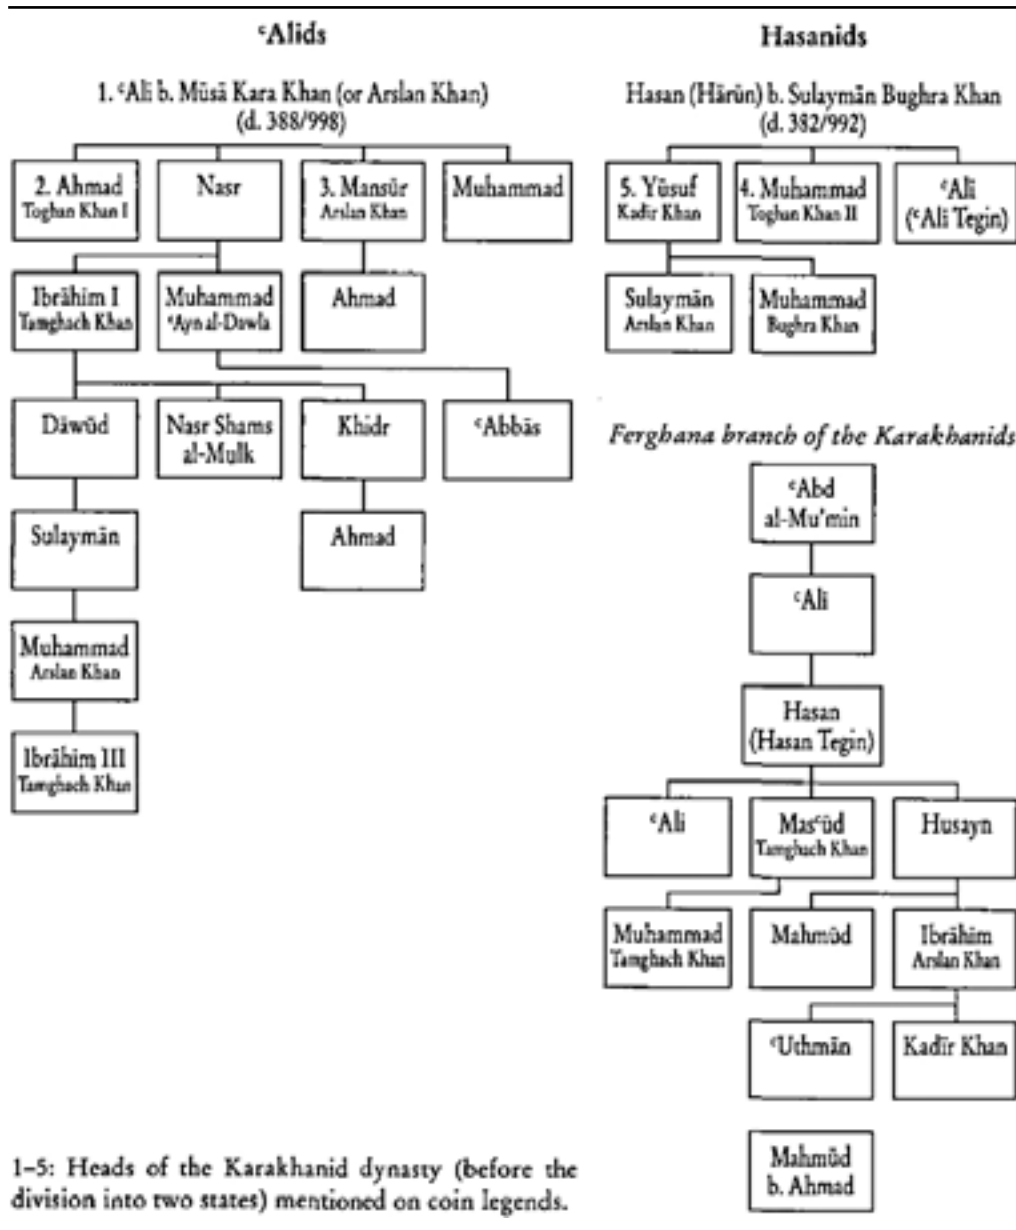 ᶜAlids
1. ᶜAlī b. Mūsā Kara Khan (or Arslan Khan)
(d. 388/998)
2. Ahmad
Toghan Khan I
Nasr
3. Mansūr
Arslan Khan
Muhammad
Ibrāhim I
Tamghach Khan
Muhammad
ᶜAyn al-Dawla
Ahmad
Dāwūd
Nasr Shams
al-Mulk
Khidr
ᶜAbbās
Sulaymān
Ahmad
Muhammad
Arslan Khan
Ibrāhim III
Tamghach Khan
1–5: Heads of the Karakhanid dynasty (before the
division into two states) mentioned on coin legends.
Hasanids
Hasan (Hārūn) b. Sulaymān Bughra Khan
(d. 382/992)
5. Yūsuf
Kadīr Khan
4. Muhammad
Toghan Khan II
ᶜAlī
(ᶜAlī Tegin)
Sulaymān
Arslan Khan
Muhammad
Bughra Khan
Ferghana branch of the Karakhanids
ᶜAbd
al-Mu’min
ᶜAlī
Hasan
(Hasan Tegin)
ᶜAlī
Masᶜūd
Tamghach Khan
Husayn
Muhammad
Tamghach Khan
Mahmūd
Ibrāhim
Arslan Khan
ᶜUthmān
Kadīr Khan
Mahmūd
b. Ahmad